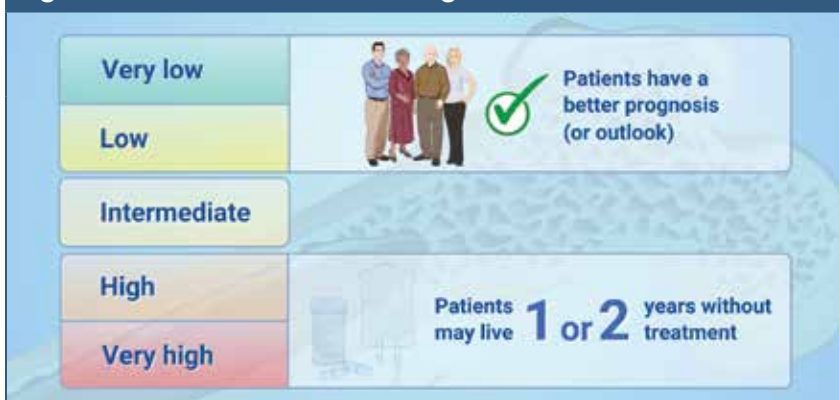 Very low
Low
Patients have a
better prognosis
(or outlook)
Intermediate
High
Very high
Patients
may live
1 or 2
years without
treatment